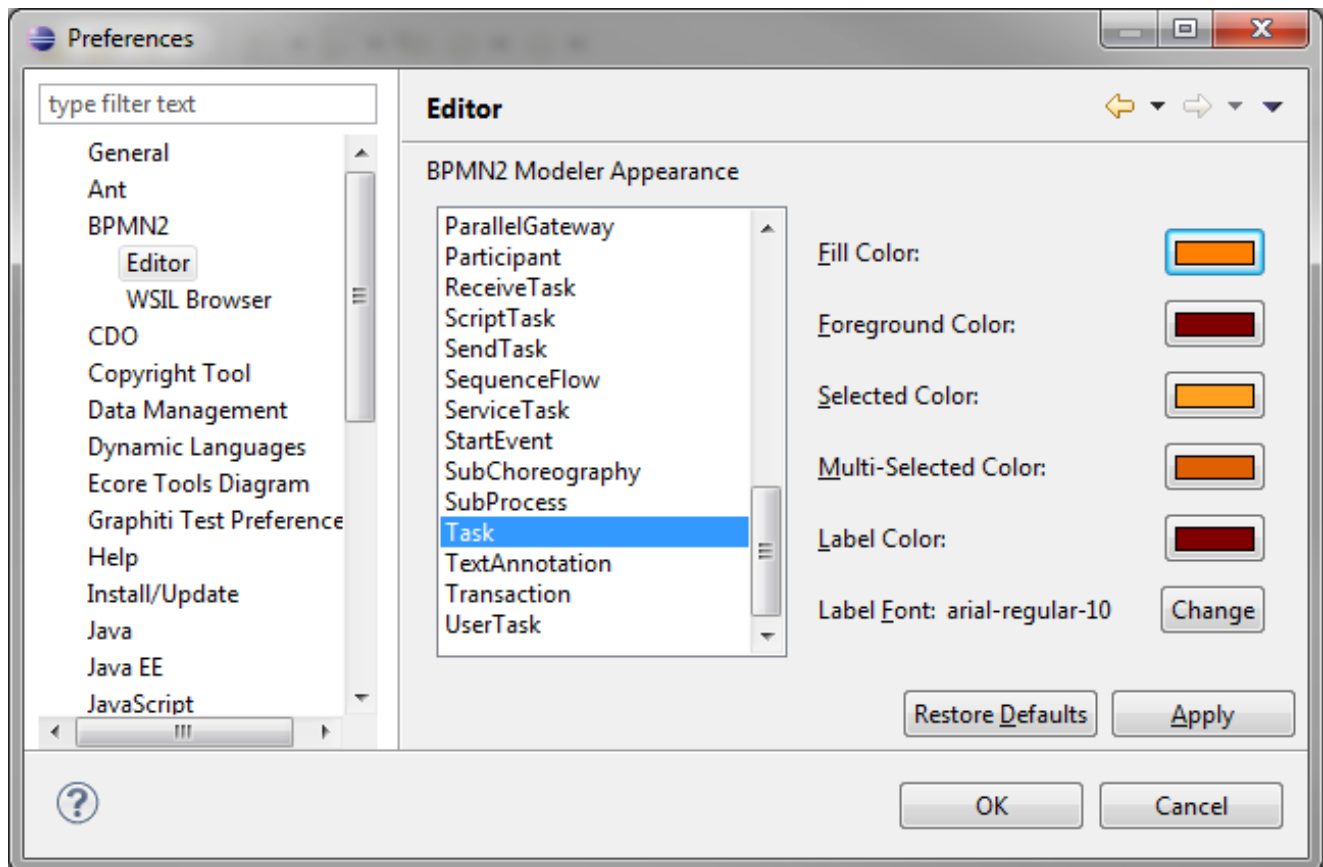 Preferences
type filter text
General
Ant
BPMN2
Editor
WSIL Browser
CDO
Copyright Tool
Data Management
Dynamic Languages
Ecore Tools Diagram
Graphiti Test Preference
Help
Install/Update
Java
Java EE
JavaScript
Editor
BPMN2 Modeler Appearance
ParallelGateway
Participant
ReceiveTask
ScriptTask
SendTask
SequenceFlow
ServiceTask
StartEvent
SubChoreography
SubProcess
Task
TextAnnotation
Transaction
UserTask
Fill Color:
Foreground Color:
Selected Color:
Multi-Selected Color:
Label Color:
Label Font: arial-regular-10 Change
Restore Defaults Apply
OK Cancel